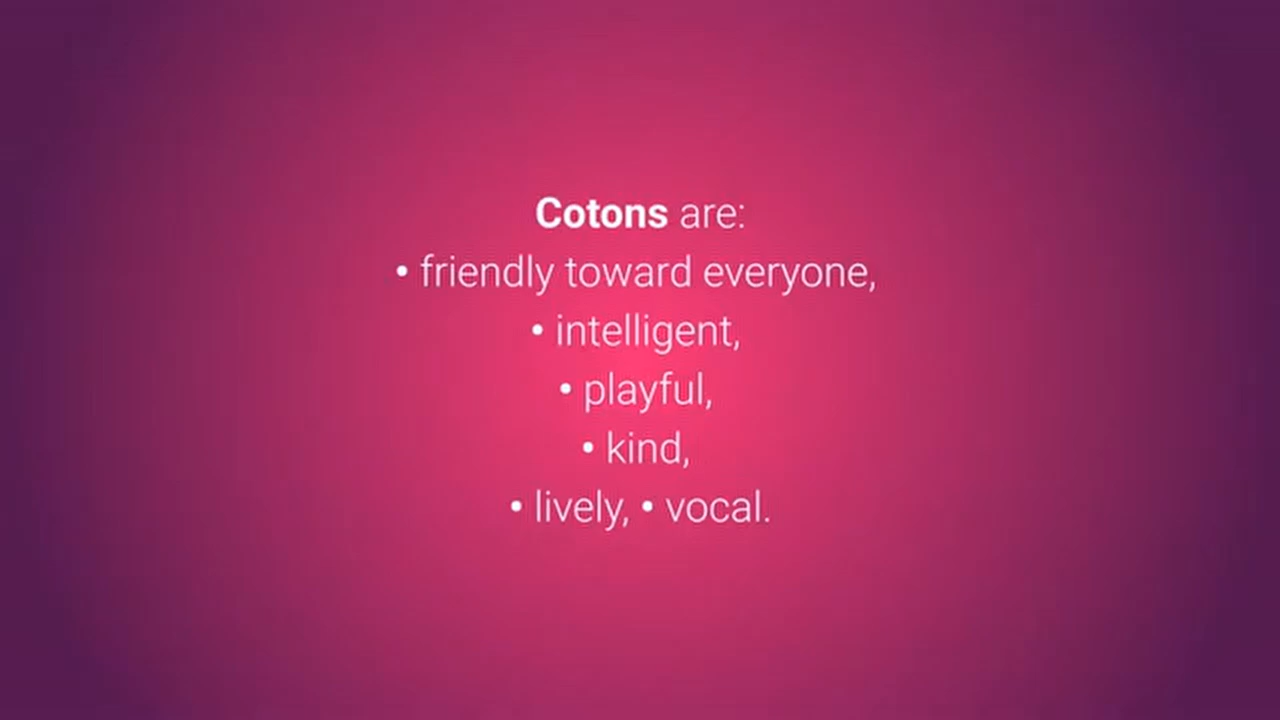 Cotons are:
• friendly toward everyone,
• intelligent,
• playful,
• kind,
• lively, • vocal.